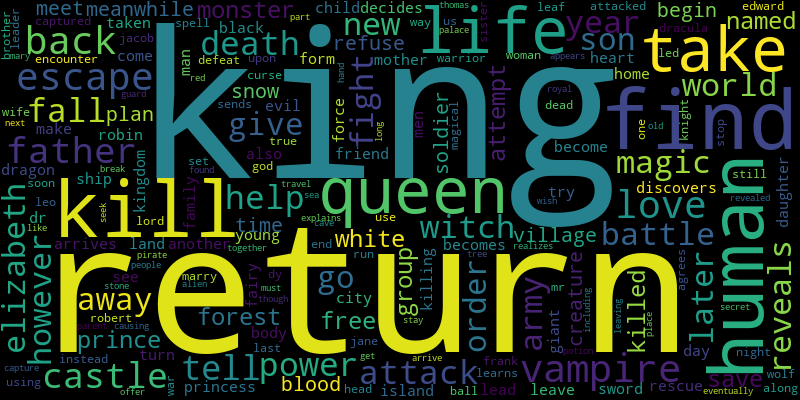 meet
meanwhile
monster
child
decides
new
year
begin
edward
named
captured
taken
spell
black
way
us
leaf
attacked
sister
dracula
brother
leader
back
jacob
come
man
death
refuse
life
son
take
mary
encounter
defeat
upon
form
mother
warrior
woman
palace
thomas
appears
heart
led
escape
red
curse
snow
hand
fight
home
world
wife
guard
sends
evil
force
dead
royal
find
one
old
knight
stop
next
fall
plan
king
give
true
long
men
soldier
magical
attempt
become
make
robin
also
god
friend
father
set
found
magic
still
dragon
break
kingdom
family
travel
sea
try
wish
discovers
revealed
daughter
soon
ship
kill
help
queen
love
human
leo
seek
lord
time
explains
cave
use
witch
village
battle
like
dr
young
together
white
becomes
realizes
elizabeth
however
arrives
land
another
end
run
tree
agrees
later
reveals
see
people
pirate
fairy
dy
must
go
group
killing
order
army
creature
including
leaving
killed
place
away
stone
marry
alien
though
city
mr
giant
secret
robert
causing
forest
free
stay
parent
prince
turn
body
jane
day
night
instead
last
get
arrive
frank
potion
castle
tell
power
attack
vampire
save
wolf
capture
war
princess
blood
learns
rescue
using
offer
head
island
ball
lead
leave
sword
part
eventually
along
return